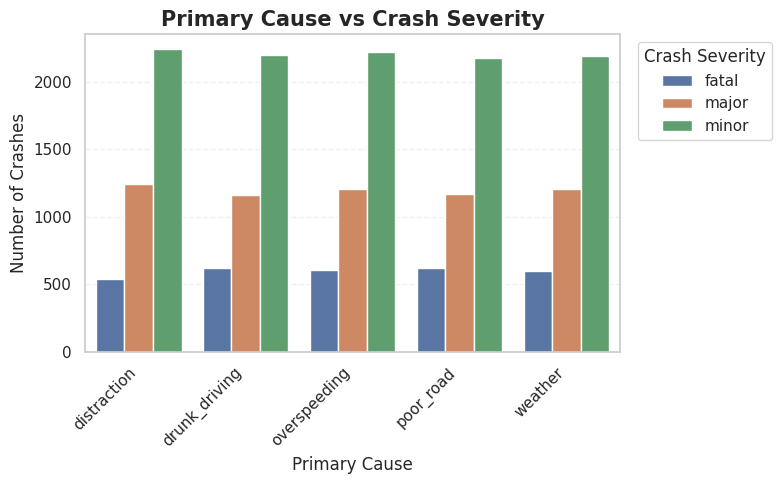 Primary Cause vs Crash Severity
Number of Crashes
2000
1500
1000
500
0
distraction
drunk_driving
overspeeding
poor_road
weather
Primary Cause
Crash Severity
fatal
major
minor